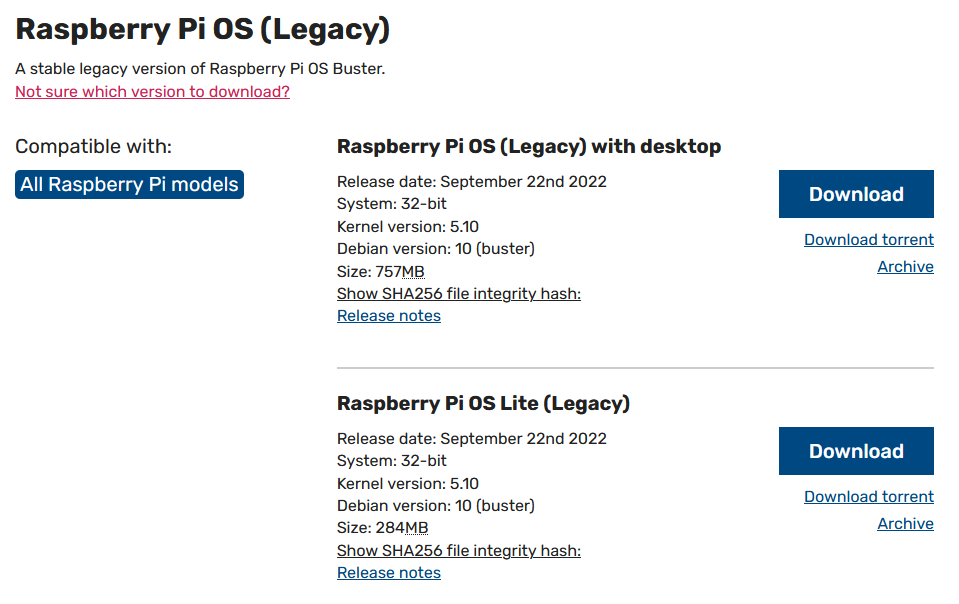 Raspberry Pi OS (Legacy)
A stable legacy version of Raspberry Pi OS Buster.
Not sure which version to download?
Compatible with:
All Raspberry Pi models
Raspberry Pi OS (Legacy) with desktop
Release date: September 22nd 2022
System: 32-bit
Kernel version: 5.10
Debian version: 10 (buster)
Size: 757MB
Show SHA256 file integrity hash:
Release notes
Download
Download torrent
Archive
Raspberry Pi OS Lite (Legacy)
Release date: September 22nd 2022
System: 32-bit
Kernel version: 5.10
Debian version: 10 (buster)
Size: 284MB
Show SHA256 file integrity hash:
Release notes
Download
Download torrent
Archive